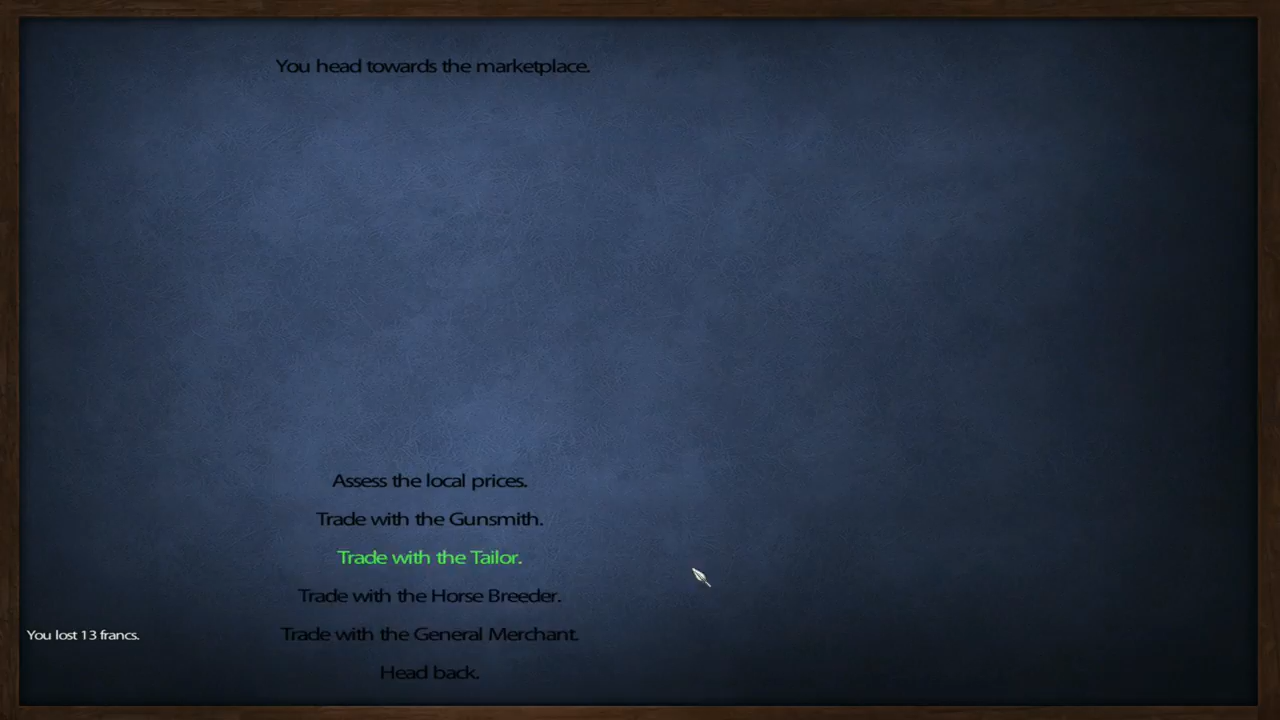 You head towards the marketplace.
Assess the local prices.
Trade with the Gunsmith.
Trade with the Tailor.
Trade with the Horse Breeder.
Trade with the General Merchant.
You lost 13 francs.
Head back.